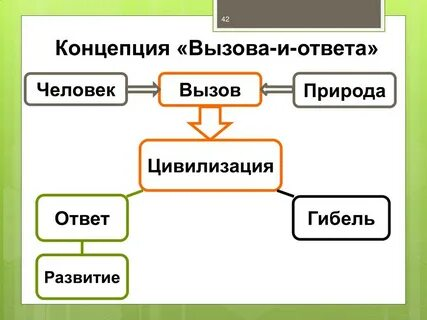 42
Концепция «Вызова-и-ответа»
Человек
Вызов
Природа
Цивилизация
Ответ
Гибель
Развитие